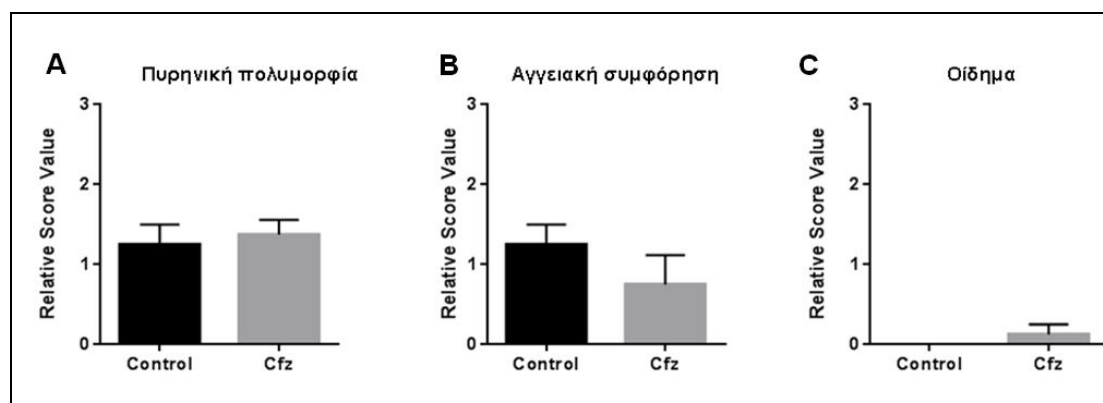 A
Πυρηνική πολυμορφία
Relative Score Value
3
2
1
0
Control
Cfz
B
Αγγειακή συμφόρηση
Relative Score Value
3
2
1
0
Control
Cfz
C
Οίδημα
Relative Score Value
3
2
1
0
Control
Cfz